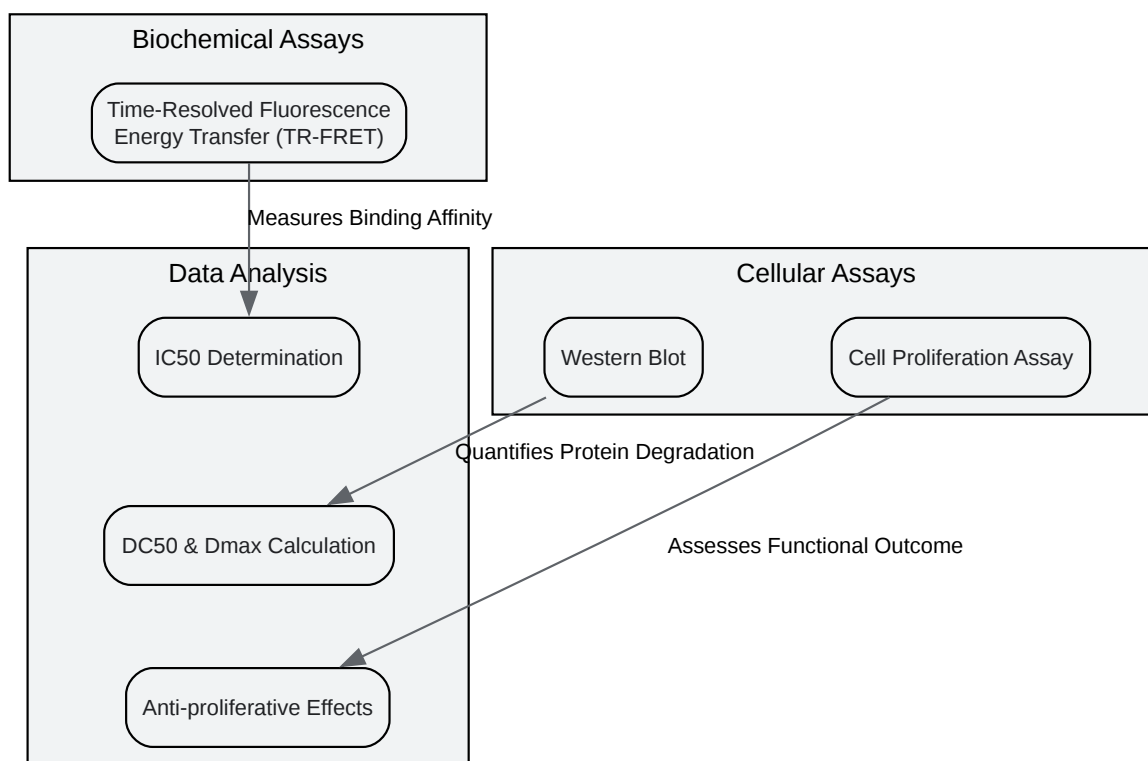 Biochemical Assays
Time-Resolved Fluorescence
Energy Transfer (TR-FRET)
Measures Binding Affinity
Data Analysis
Cellular Assays
IC50 Determination
Western Blot
Cell Proliferation Assay
Quantifies Protein Degradation
DC50 & Dmax Calculation
Assesses Functional Outcome
Anti-proliferative Effects